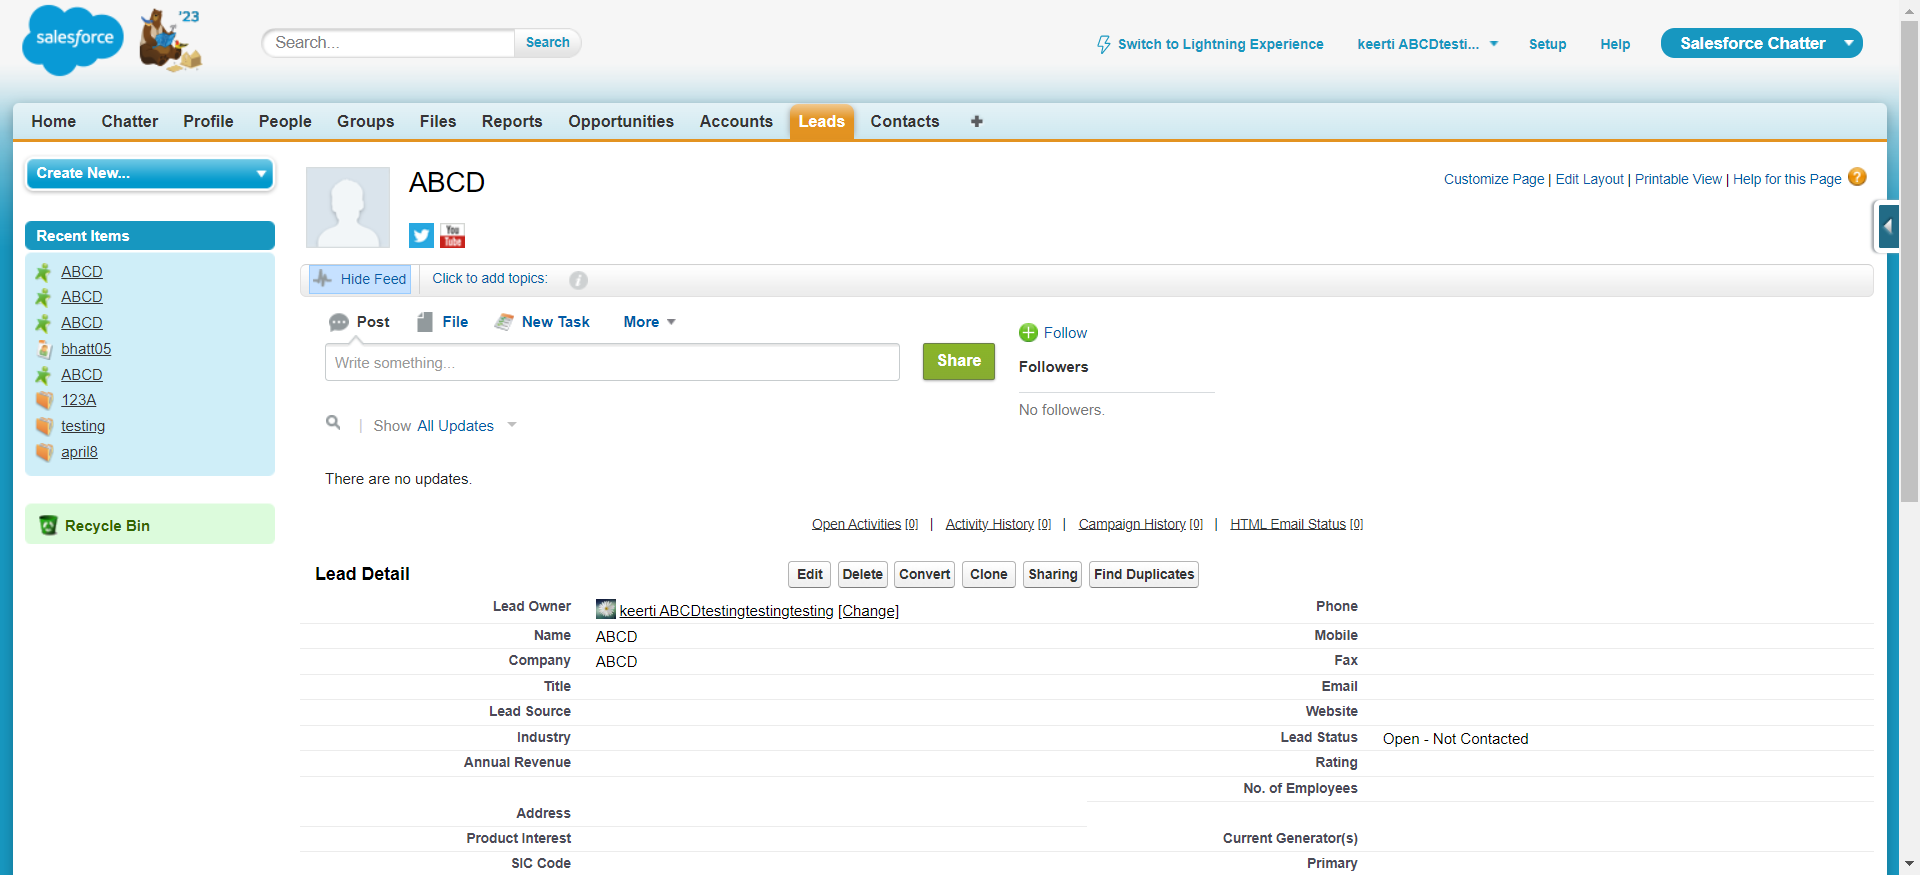 salesforce
'23
Search...
Search
Switch to Lightning Experience
keerti ABCDtesti...
Setup
Help
Salesforce Chatter
Home
Chatter
Profile
People
Groups
Files
Reports
Opportunities
Accounts
Leads
Contacts
Create New...
Recent Items
ABCD
ABCD
ABCD
bhatt05
ABCD
123A
testing
april8
Recycle Bin
ABCD
You
Tube
Customize Page | Edit Layout | Printable View | Help for this Page
Hide Feed
Click to add topics:
Post
File
New Task
More
Write something...
Share
Follow
Followers
No followers.
Show All Updates
There are no updates.
Open Activities [0] | Activity History [0] | Campaign History [0] | HTML Email Status [0]
Lead Detail
Edit
Delete
Convert
Clone
Sharing
Find Duplicates
Lead Owner keerti ABCDtestingtestingtesting [Change]
Phone
Name ABCD
Mobile
Company ABCD
Fax
Title
Email
Lead Source
Website
Industry
Lead Status Open - Not Contacted
Annual Revenue
Rating
No. of Employees
Address
Product Interest
Current Generator(s)
SIC Code
Primary